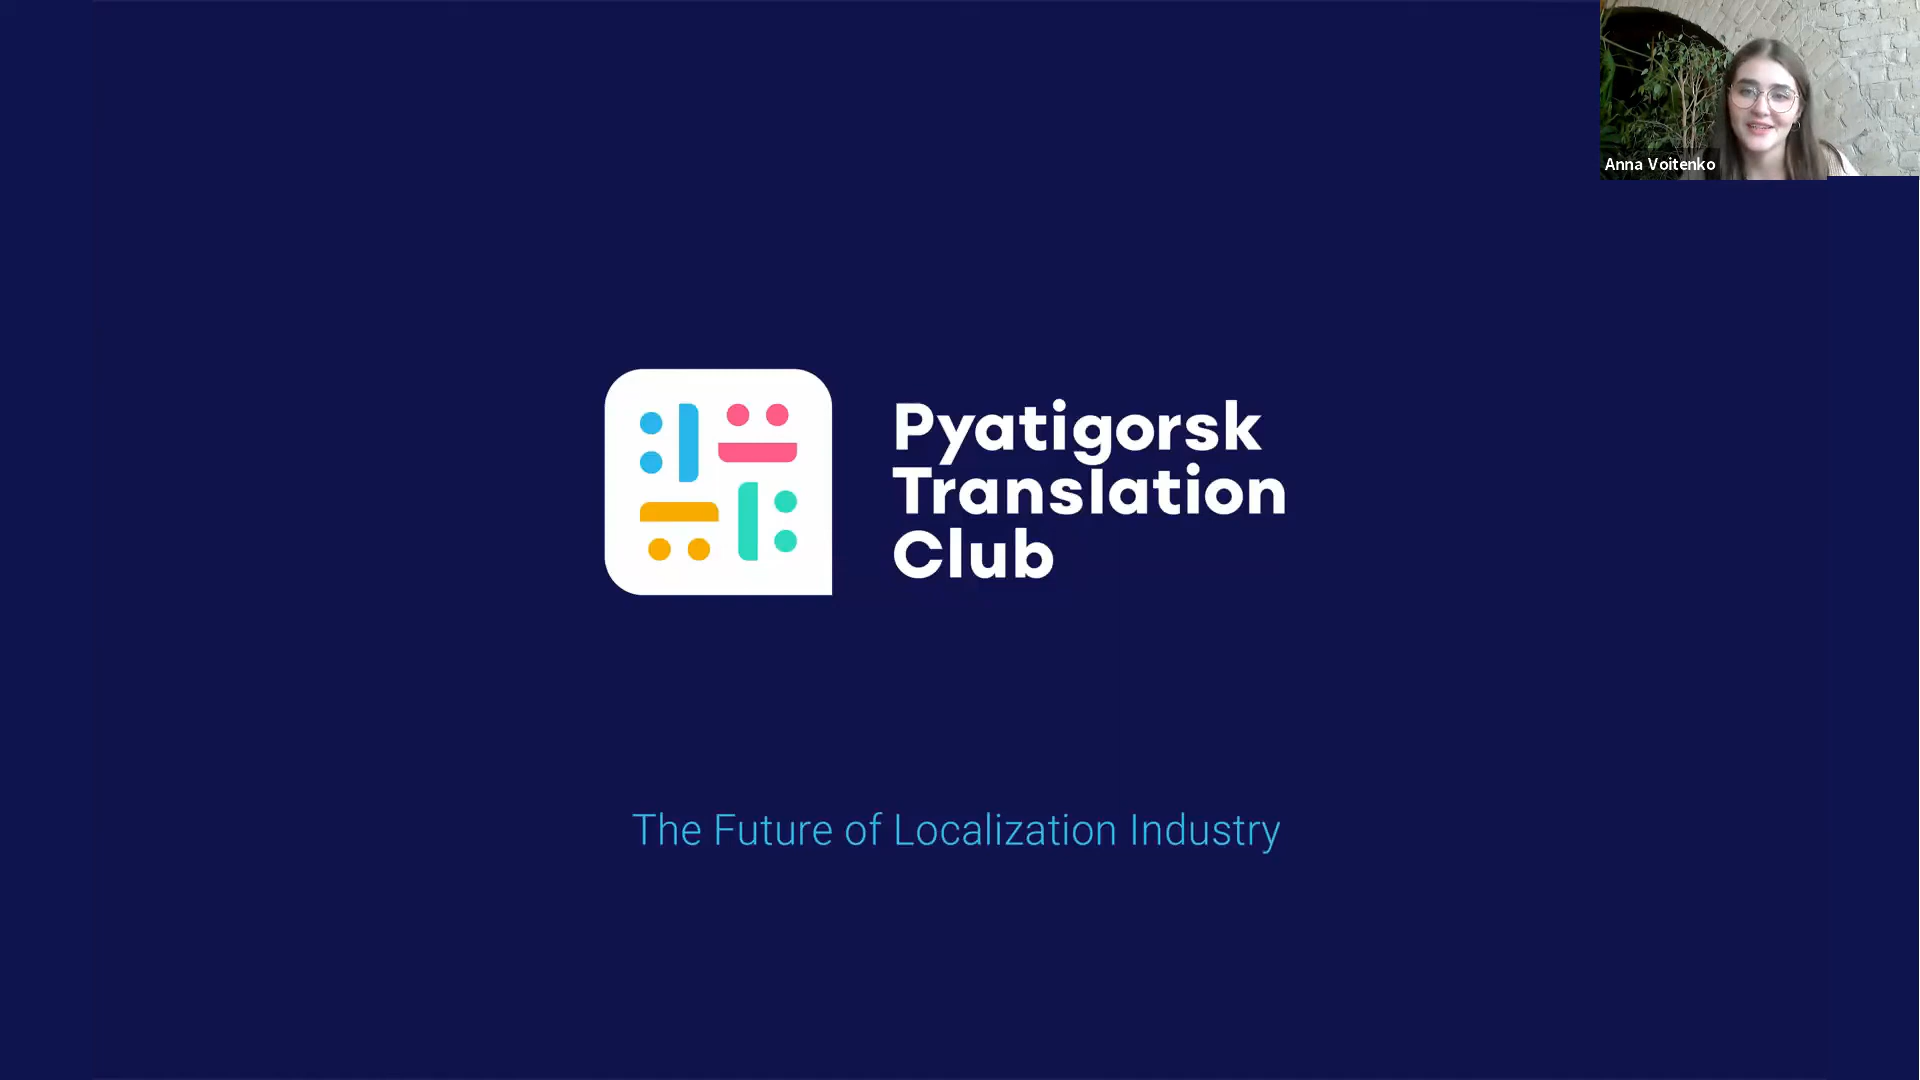 Anna Voitenko
Pyatigorsk
Translation
Club
The Future of Localization Industry